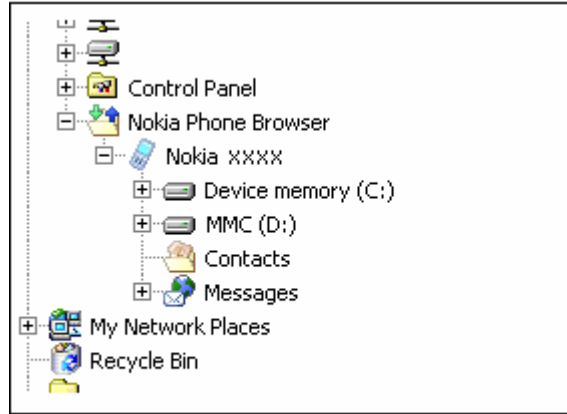 Control Panel
Nokia Phone Browser
Nokia xxxx
Device memory (C:)
MMC (D:)
Contacts
Messages
My Network Places
Recycle Bin